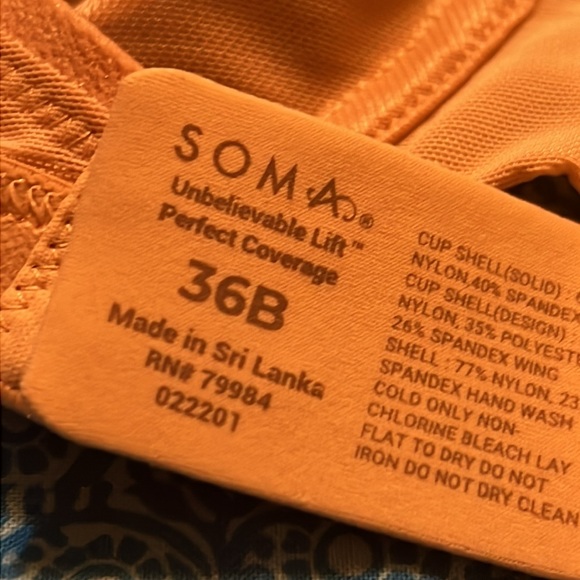 SOMA®
Unbelievable Lift™
Perfect Coverage
36B
Made in Sri Lanka
RN# 79984
022201
CUP SHELL(SOLID) :
NYLON,40% SPANDEX
CUP SHELL(DESIGN) :
NYLON, 35% POLYEST
26% SPANDEX WING
SHELL : 77% NYLON, 23
SPANDEX HAND WASH
COLD ONLY NON-
CHLORINE BLEACH LAY
FLAT TO DRY DO NOT
IRON DO NOT DRY CLEAN